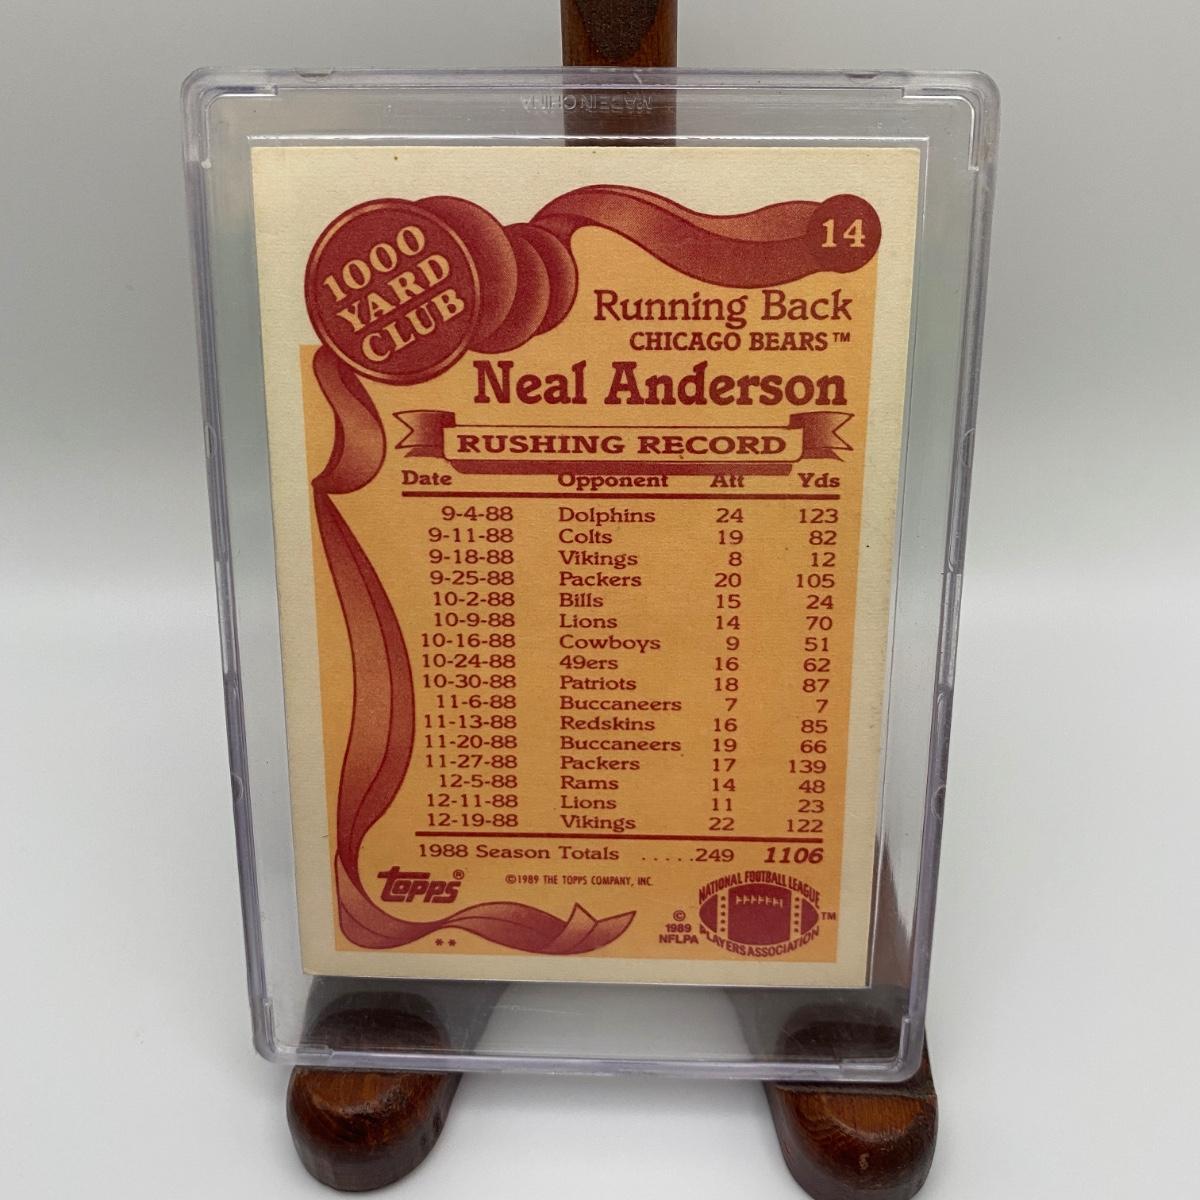 MADE IN CHINA
1000
YARD
CLUB
14
Running Back
CHICAGO BEARS™
Neal Anderson
RUSHING RECORD
Date Opponent Att Yds
9-4-88 Dolphins 24 123
9-11-88 Colts 19 82
9-18-88 Vikings 8 12
9-25-88 Packers 20 105
10-2-88 Bills 15 24
10-9-88 Lions 14 70
10-16-88 Cowboys 9 51
10-24-88 49ers 16 62
10-30-88 Patriots 18 87
11-6-88 Buccaneers 7 7
11-13-88 Redskins 16 85
11-20-88 Buccaneers 19 66
11-27-88 Packers 17 139
12-5-88 Rams 14 48
12-11-88 Lions 11 23
12-19-88 Vikings 22 122
1988 Season Totals .....249 1106
topps®
©1989 THE TOPPS COMPANY, INC.
©
1989
NFLPA
NATIONAL FOOTBALL LEAGUE
PLAYERS ASSOCIATION
™
**